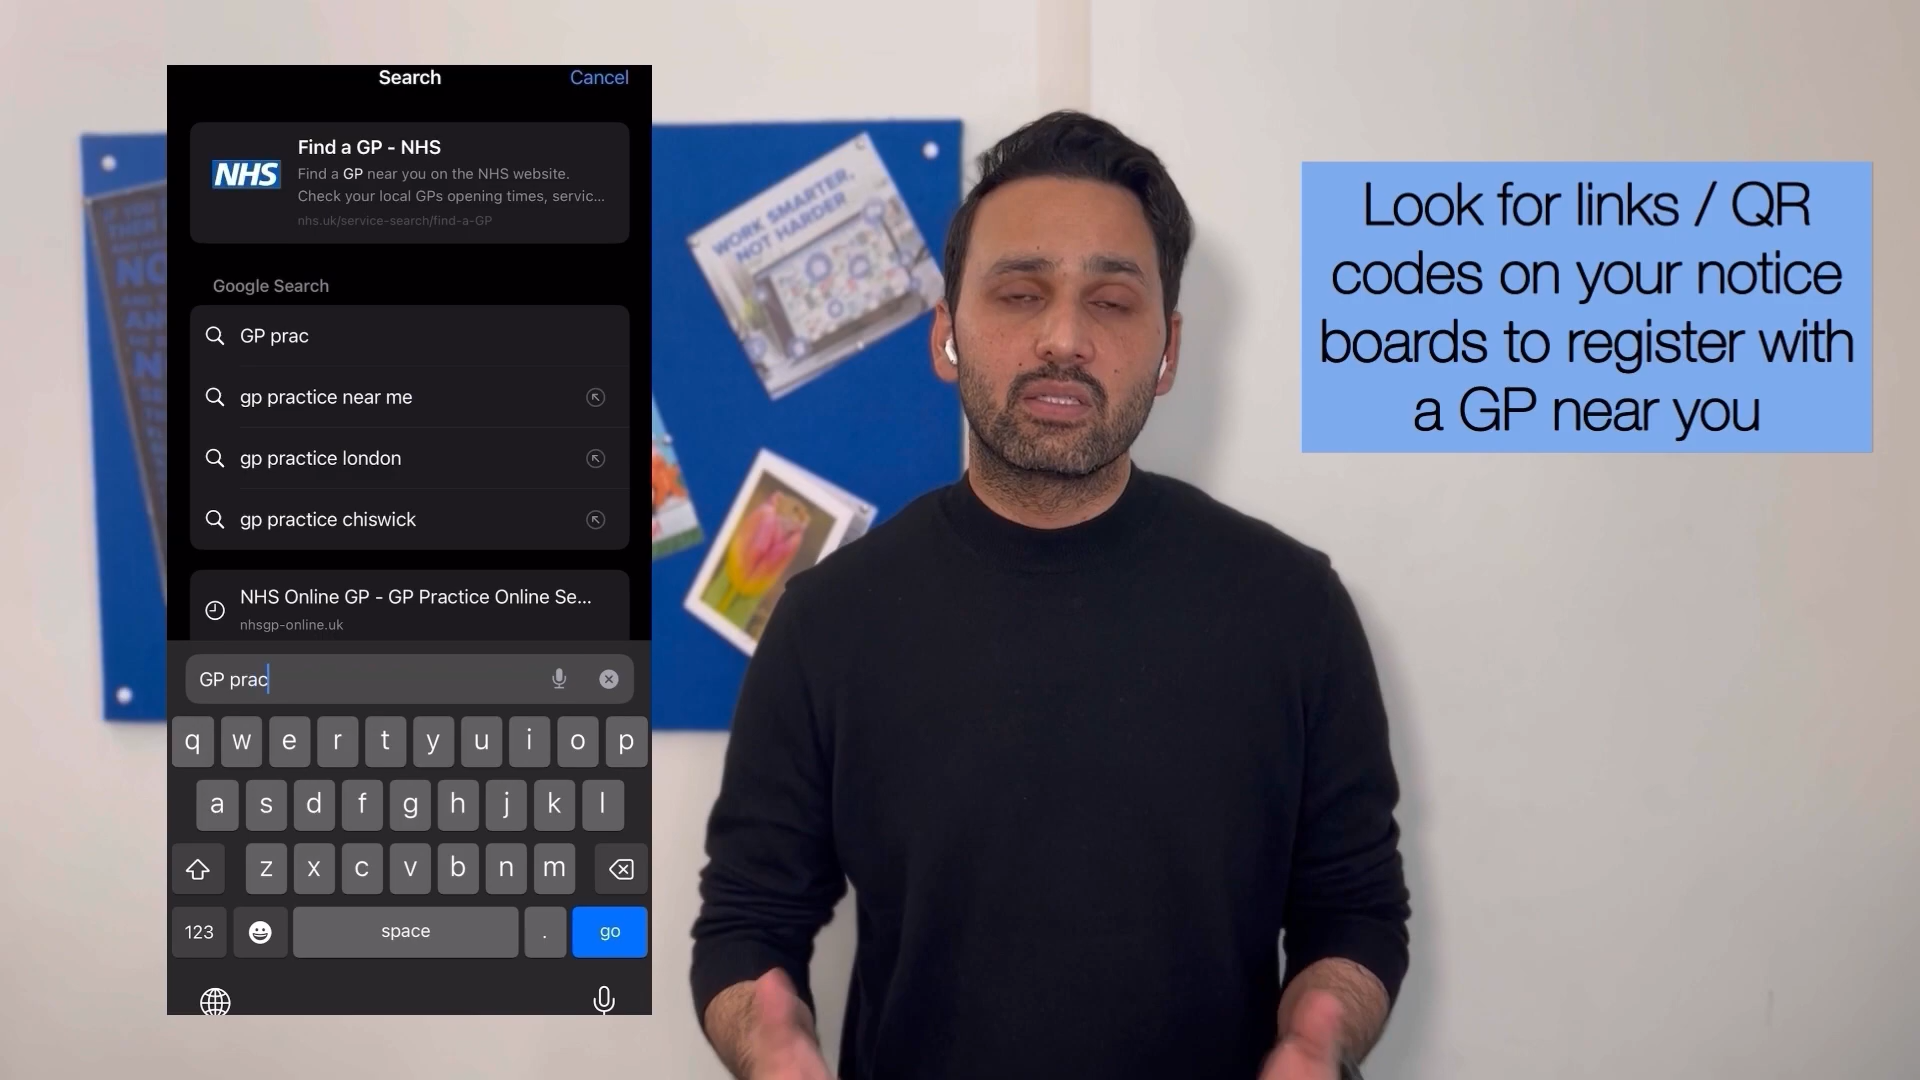 Search
Cancel
NHS
Find a GP - NHS
Find a GP near you on the NHS website.
Check your local GPs opening times, servic...
nhs.uk/service-search/find-a-GP
Google Search
GP prac
gp practice near me
gp practice london
gp practice chiswick
NHS Online GP - GP Practice Online Se...
nhsgp-online.uk
GP prac
q w e r t y u i o p
a s d f g h j k l
z x c v b n m
123
space
.
go
WORK SMARTER,
NOT HARDER
Look for links / QR
codes on your notice
boards to register with
a GP near you